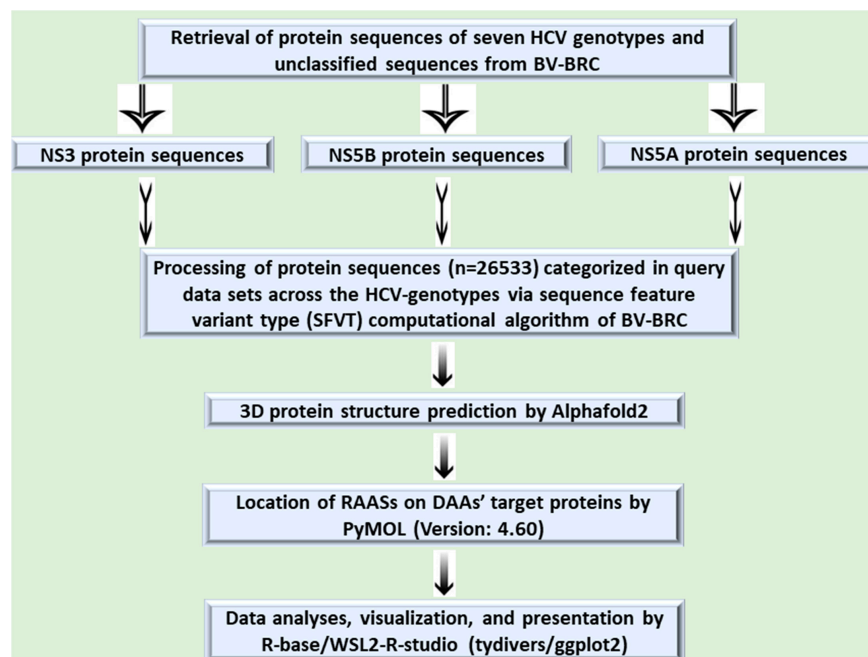 Retrieval of protein sequences of seven HCV genotypes and
unclassified sequences from BV-BRC
NS3 protein sequences
NS5B protein sequences
NS5A protein sequences
Processing of protein sequences (n=26533) categorized in query
data sets across the HCV-genotypes via sequence feature
variant type (SFVT) computational algorithm of BV-BRC
3D protein structure prediction by Alphafold2
Location of RAASs on DAAs’ target proteins by
PyMOL (Version: 4.60)
Data analyses, visualization, and presentation by
R-base/WSL2-R-studio (tydivers/ggplot2)